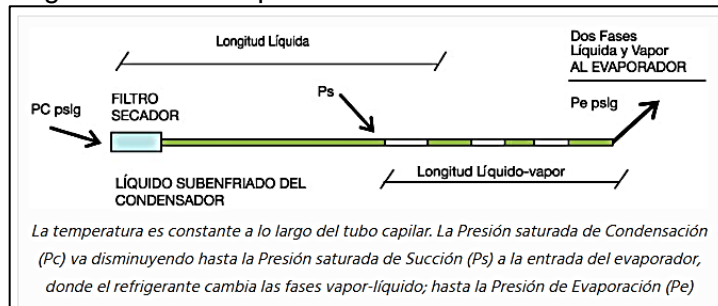 Longitud Líquida
Dos Fases
Líquida y Vapor
AL EVAPORADOR
Ps
Pe psig
PC psig
FILTRO
SECADOR
Longitud Líquido-vapor
LÍQUIDO SUBENFRIADO DEL
CONDENSADOR
La temperatura es constante a lo largo del tubo capilar. La Presión saturada de Condensación
(Pc) va disminuyendo hasta la Presión saturada de Succión (Ps) a la entrada del evaporador,
donde el refrigerante cambia las fases vapor-líquido; hasta la Presión de Evaporación (Pe)